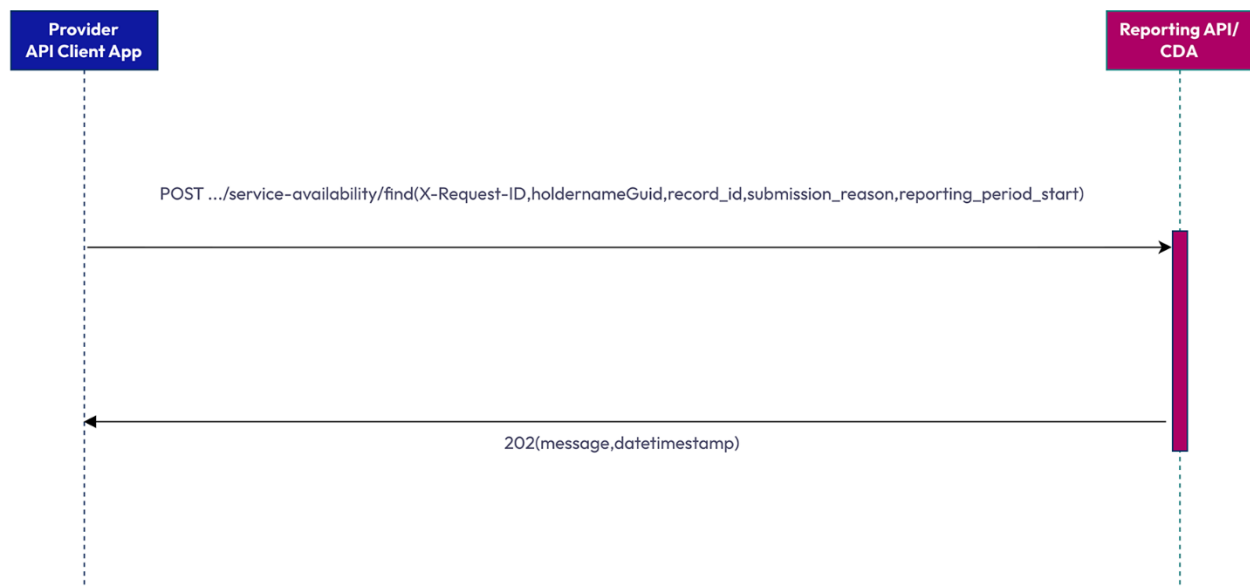 Provider
API Client App
Reporting API/
CDA
POST .../service-availability/find(X-Request-ID,holdernameGuid,record_id,submission_reason,reporting_period_start)
202(message,datetimestamp)